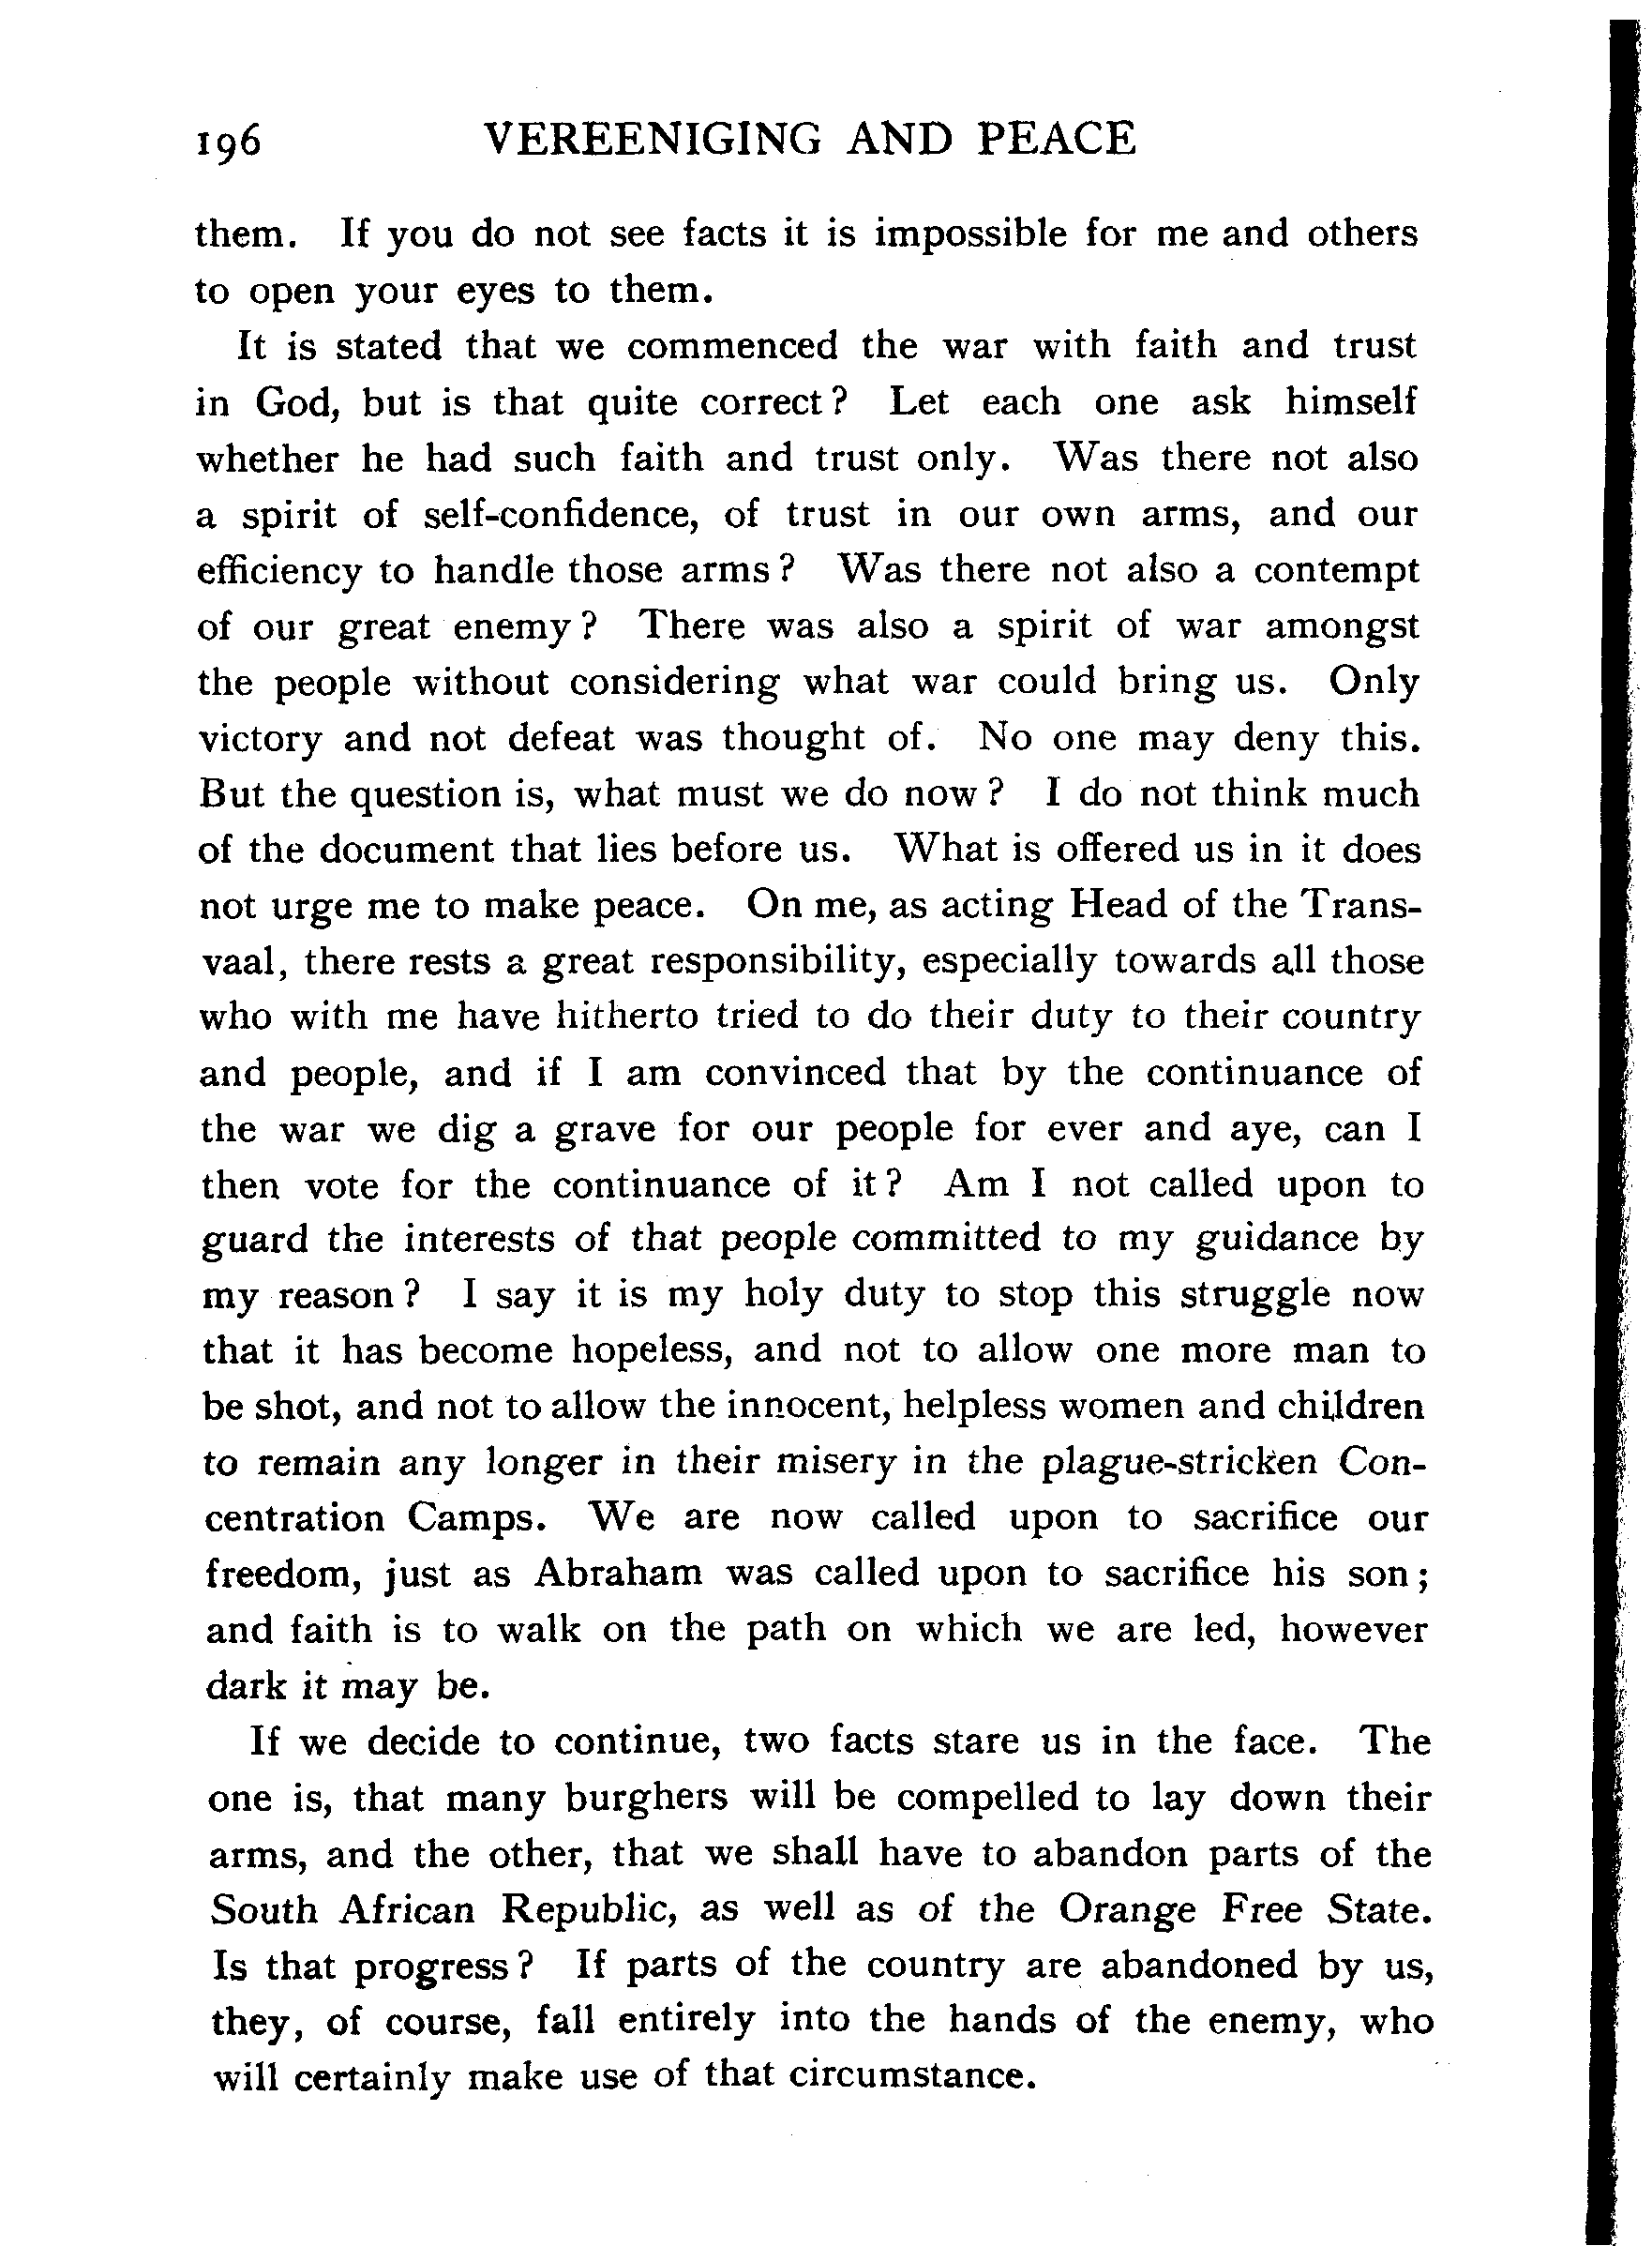 196 VEREENIGING AND PEACE
them. If you do not see facts it is impossible for me and others
to open your eyes to them.
It is stated that we commenced the war with faith and trust
in God, but is that quite correct? Let each one ask himself
whether he had such faith and trust only. Was there not also
a spirit of self-confidence, of trust in our own arms, and our
efficiency to handle those arms? Was there not also a contempt
of our great enemy? There was also a spirit of war amongst
the people without considering what war could bring us. Only
victory and not defeat was thought of. No one may deny this.
But the question is, what must we do now? I do not think much
of the document that lies before us. What is offered us in it does
not urge me to make peace. On me, as acting Head of the Trans-
vaal, there rests a great responsibility, especially towards all those
who with me have hitherto tried to do their duty to their country
and people, and if I am convinced that by the continuance of
the war we dig a grave for our people for ever and aye, can I
then vote for the continuance of it? Am I not called upon to
guard the interests of that people committed to my guidance by
my reason? I say it is my holy duty to stop this struggle now
that it has become hopeless, and not to allow one more man to
be shot, and not to allow the innocent, helpless women and children
to remain any longer in their misery in the plague-stricken Con-
centration Camps. We are now called upon to sacrifice our
freedom, just as Abraham was called upon to sacrifice his son;
and faith is to walk on the path on which we are led, however
dark it may be.
If we decide to continue, two facts stare us in the face. The
one is, that many burghers will be compelled to lay down their
arms, and the other, that we shall have to abandon parts of the
South African Republic, as well as of the Orange Free State.
Is that progress? If parts of the country are abandoned by us,
they, of course, fall entirely into the hands of the enemy, who
will certainly make use of that circumstance.